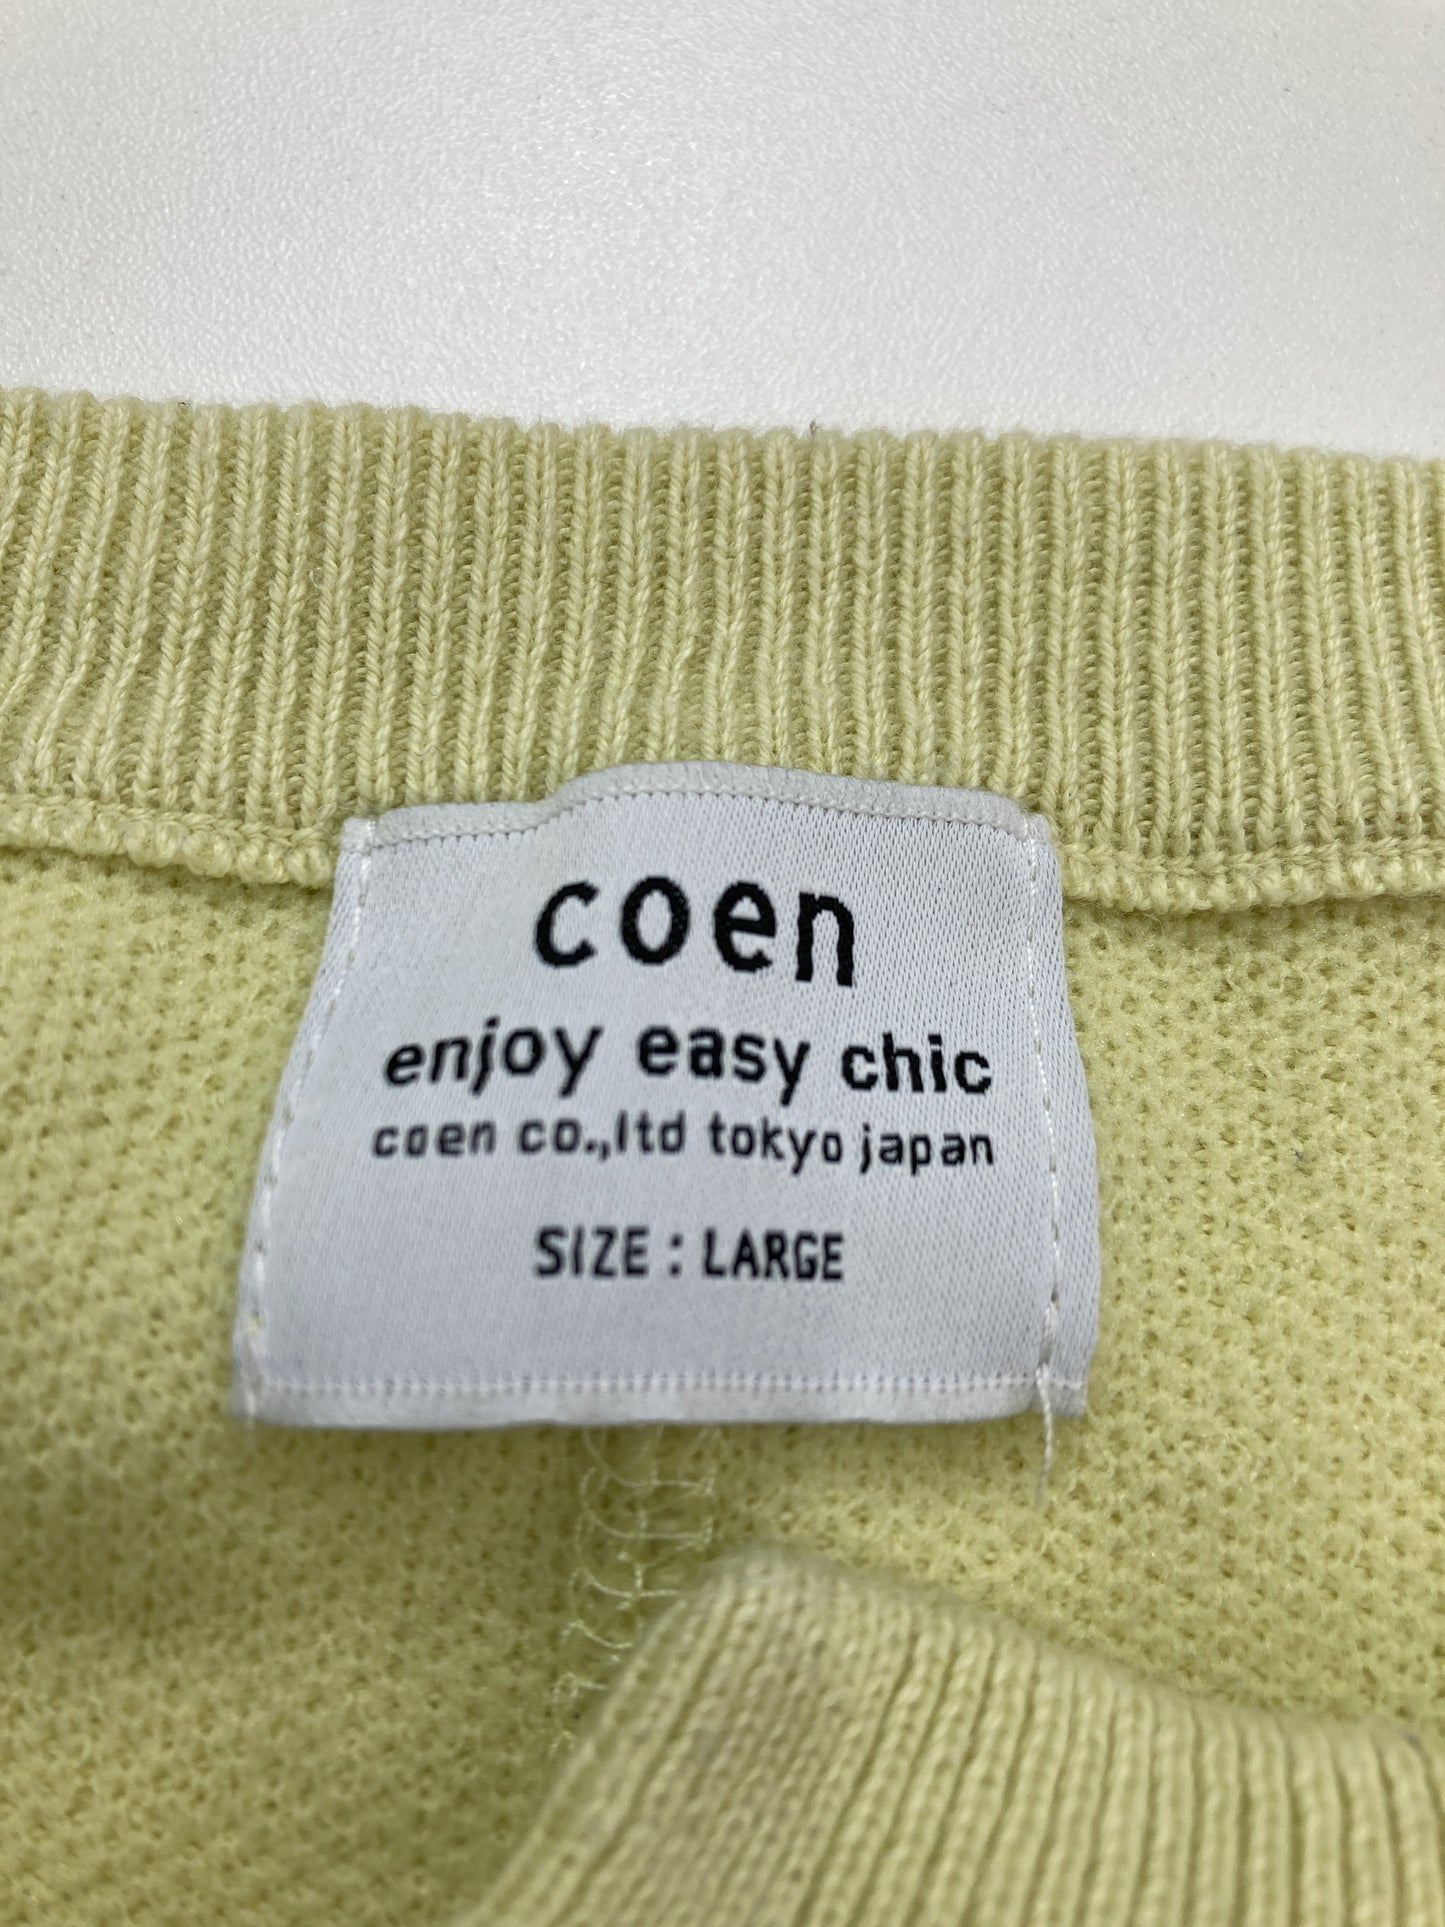 coen
enjoy easy chic
coen co.,ltd tokyo japan
SIZE : LARGE